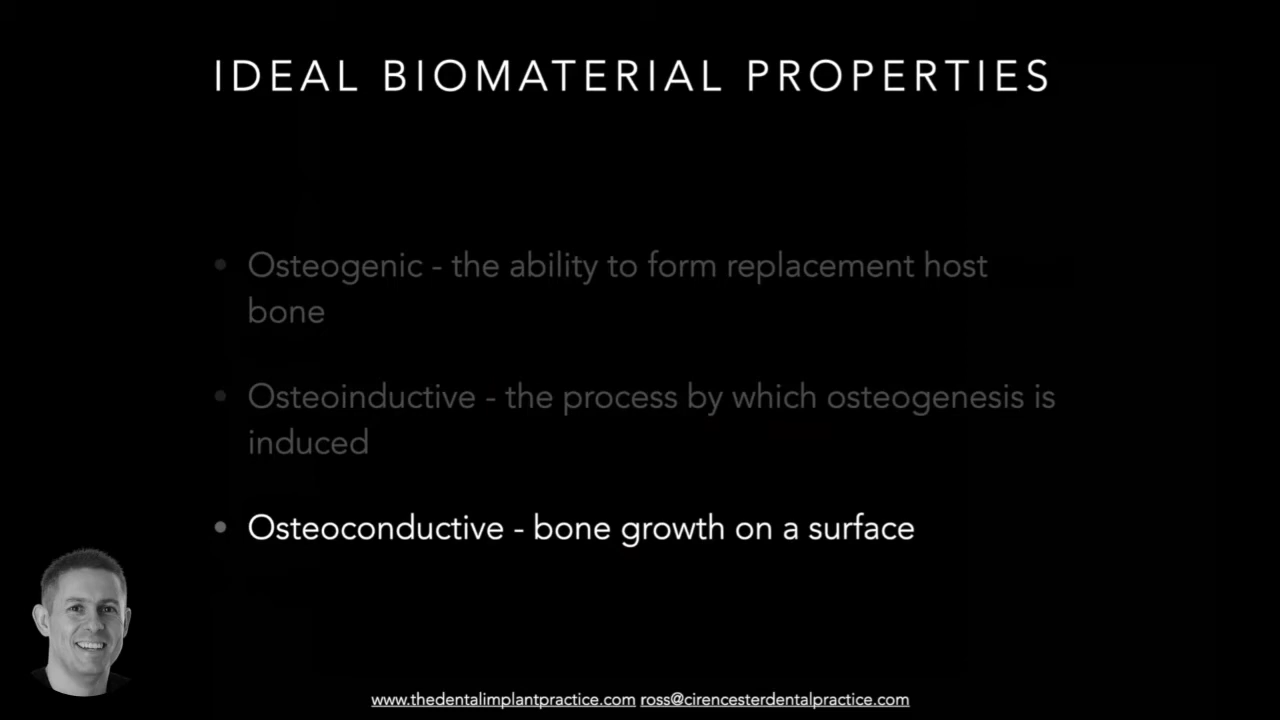 IDEAL BIOMATERIAL PROPERTIES
• Osteogenic - the ability to form replacement host
bone
• Osteoinductive - the process by which osteogenesis is
induced
• Osteoconductive - bone growth on a surface
www.thedentalimplantpractice.com ross@cirencesterdentalpractice.com